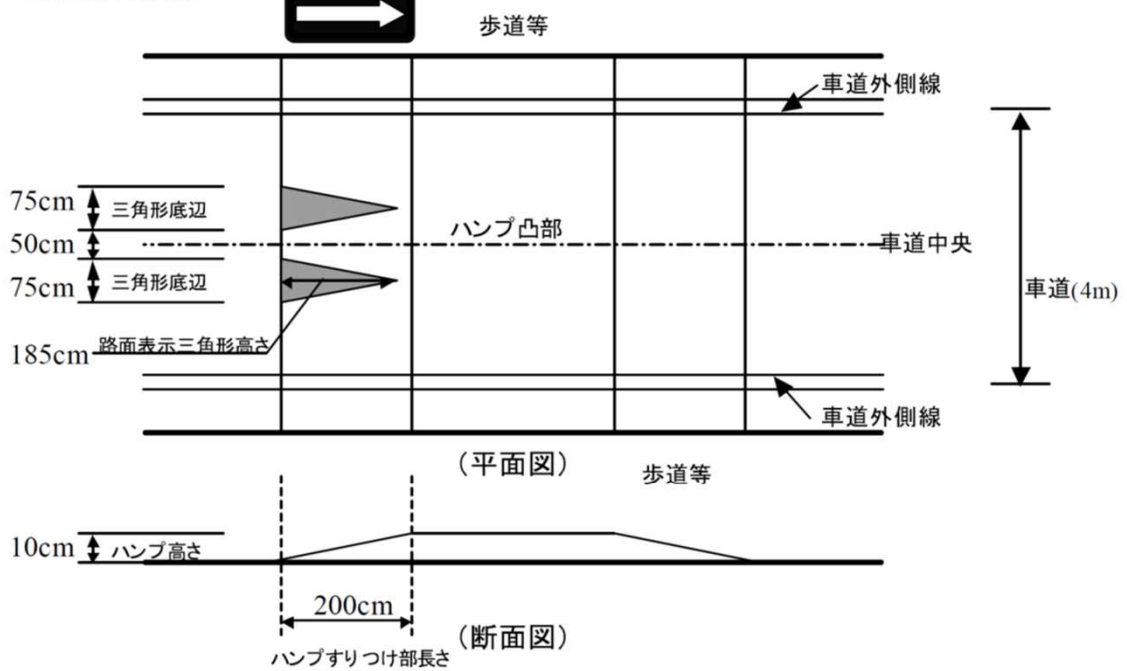 歩道等
車道外側線
75cm 三角形底辺
50cm
ハンプ凸部
車道中央
75cm 三角形底辺
車道(4m)
185cm 路面表示三角形高さ
車道外側線
(平面図)
歩道等
10cm ハンプ高さ
200cm
(断面図)
ハンプすりつけ部長さ